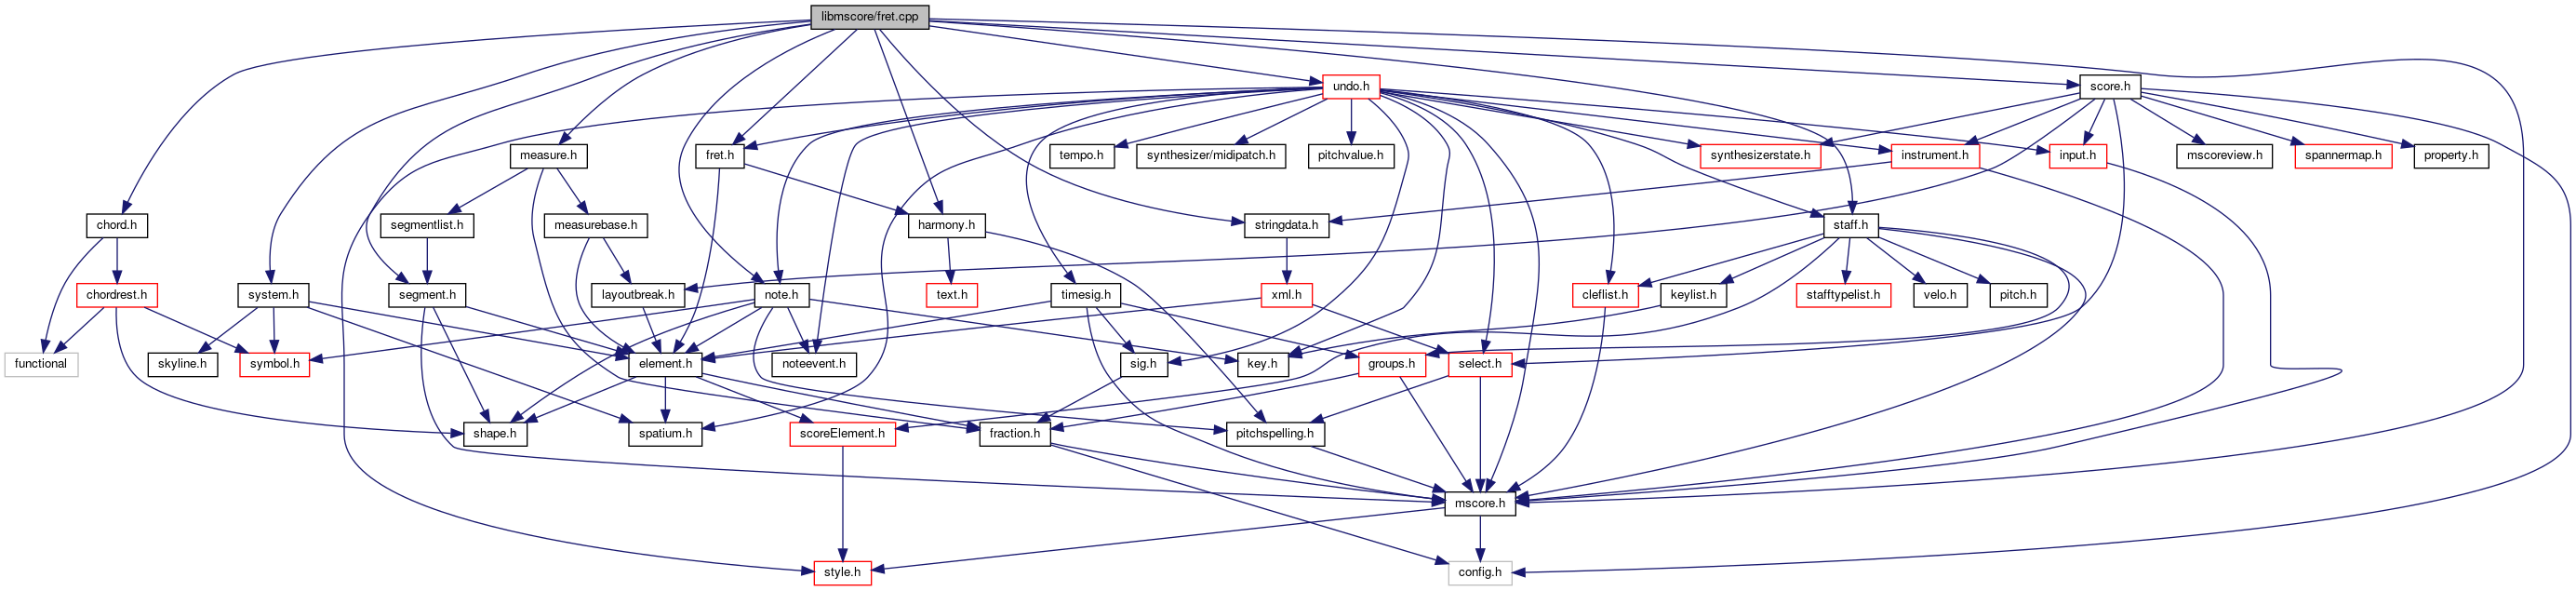 libmscore/fret.cpp
undo.h
score.h
measure.h
fret.h
tempo.h
synthesizer/midipatch.h
pitchvalue.h
synthesizerstate.h
instrument.h
input.h
mscoreview.h
spannermap.h
property.h
chord.h
segmentlist.h
measurebase.h
harmony.h
stringdata.h
staff.h
chordrest.h
system.h
segment.h
layoutbreak.h
note.h
text.h
timesig.h
xml.h
cleflist.h
keylist.h
stafftypelist.h
velo.h
pitch.h
functional
skyline.h
symbol.h
element.h
noteevent.h
sig.h
key.h
groups.h
select.h
shape.h
spatium.h
scoreElement.h
fraction.h
pitchspelling.h
mscore.h
style.h
config.h